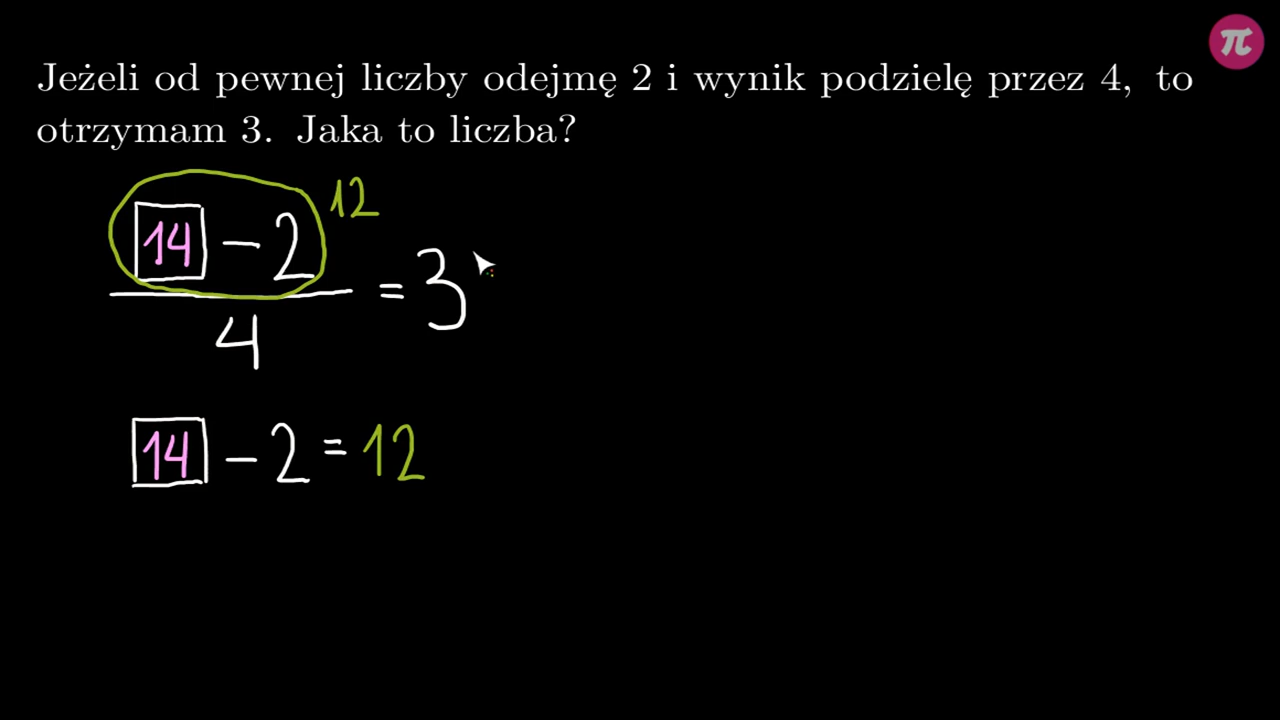 Jeżeli od pewnej liczby odejmę 2 i wynik podzielę przez 4, to
otrzymam 3. Jaka to liczba?
12
14 − 2
= 3
4
14 − 2 = 12
π